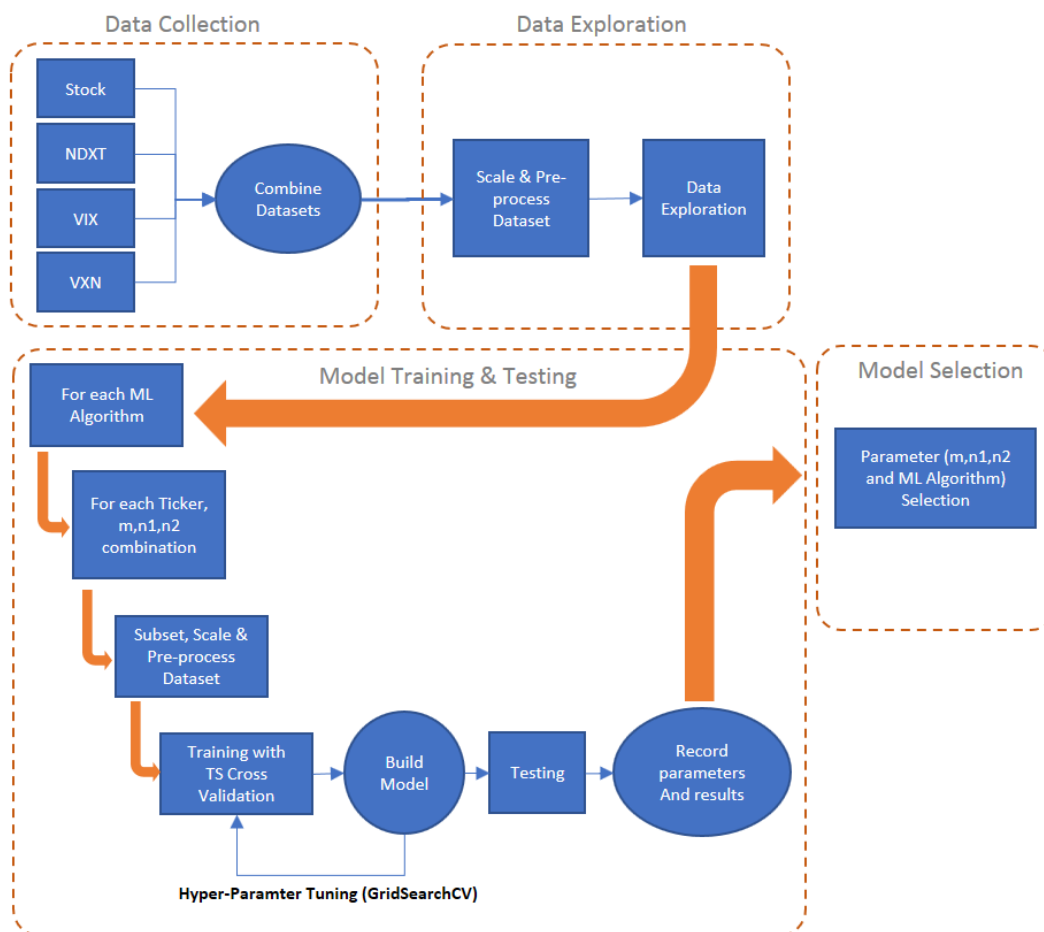 Data Collection
Stock
NDXT
VIX
VXN
Combine
Datasets
Data Exploration
Scale & Pre-
process
Dataset
Data
Exploration
Model Training & Testing
For each ML
Algorithm
For each Ticker,
m,n1,n2
combination
Subset, Scale &
Pre-process
Dataset
Training with
TS Cross
Validation
Build
Model
Testing
Record
parameters
And results
Hyper-Paramter Tuning (GridSearchCV)
Model Selection
Parameter (m,n1,n2
and ML Algorithm)
Selection